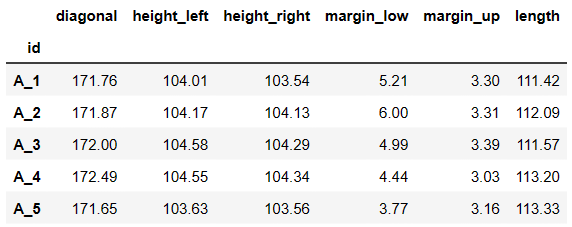 diagonal height_left height_right margin_low margin_up length
id
A_1 171.76 104.01 103.54 5.21 3.30 111.42
A_2 171.87 104.17 104.13 6.00 3.31 112.09
A_3 172.00 104.58 104.29 4.99 3.39 111.57
A_4 172.49 104.55 104.34 4.44 3.03 113.20
A_5 171.65 103.63 103.56 3.77 3.16 113.33